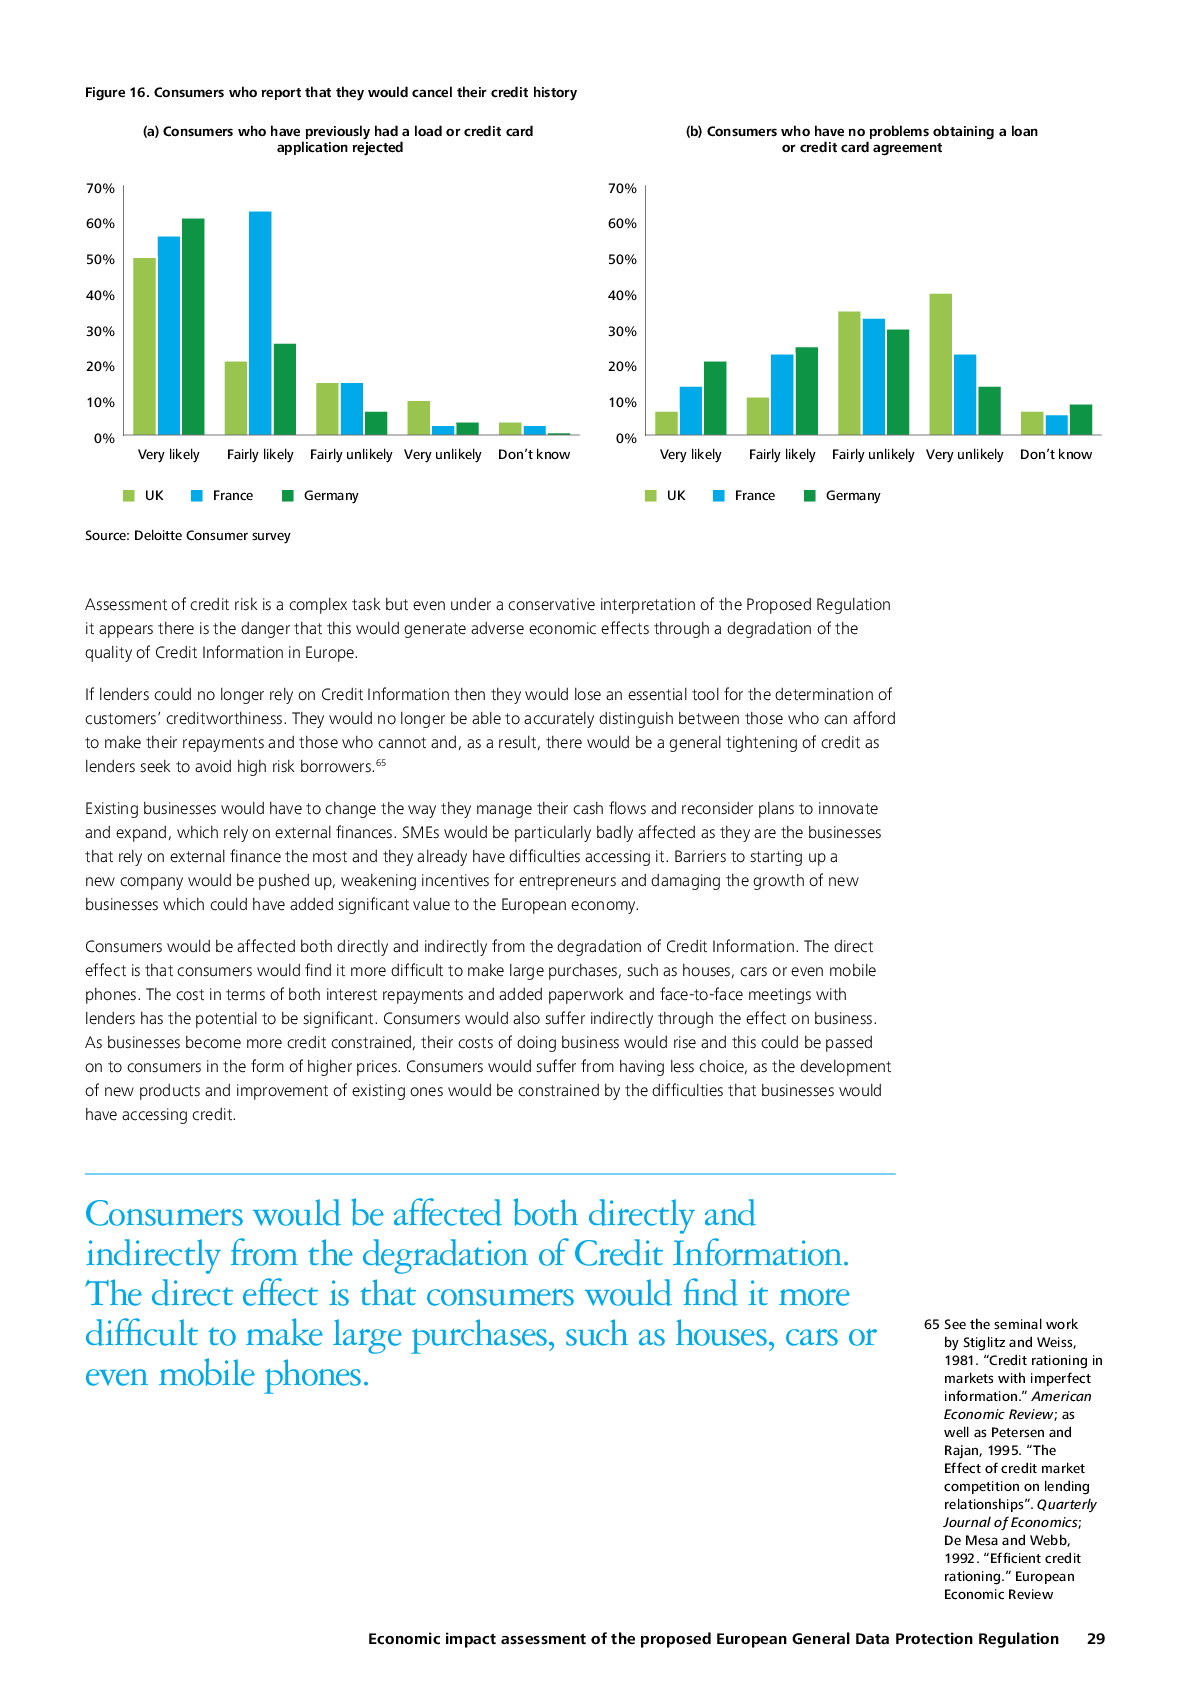 Figure 16. Consumers who report that they would cancel their credit history
(a) Consumers who have previously had a load or credit card
application rejected
70%
60%
50%
40%
30%
20%
10%
0%
Very likely Fairly likely Fairly unlikely Very unlikely Don’t know
UK France Germany
(b) Consumers who have no problems obtaining a loan
or credit card agreement
70%
60%
50%
40%
30%
20%
10%
0%
Very likely Fairly likely Fairly unlikely Very unlikely Don’t know
UK France Germany
Source: Deloitte Consumer survey
Assessment of credit risk is a complex task but even under a conservative interpretation of the Proposed Regulation
it appears there is the danger that this would generate adverse economic effects through a degradation of the
quality of Credit Information in Europe.
If lenders could no longer rely on Credit Information then they would lose an essential tool for the determination of
customers’ creditworthiness. They would no longer be able to accurately distinguish between those who can afford
to make their repayments and those who cannot and, as a result, there would be a general tightening of credit as
lenders seek to avoid high risk borrowers.65
Existing businesses would have to change the way they manage their cash flows and reconsider plans to innovate
and expand, which rely on external finances. SMEs would be particularly badly affected as they are the businesses
that rely on external finance the most and they already have difficulties accessing it. Barriers to starting up a
new company would be pushed up, weakening incentives for entrepreneurs and damaging the growth of new
businesses which could have added significant value to the European economy.
Consumers would be affected both directly and indirectly from the degradation of Credit Information. The direct
effect is that consumers would find it more difficult to make large purchases, such as houses, cars or even mobile
phones. The cost in terms of both interest repayments and added paperwork and face-to-face meetings with
lenders has the potential to be significant. Consumers would also suffer indirectly through the effect on business.
As businesses become more credit constrained, their costs of doing business would rise and this could be passed
on to consumers in the form of higher prices. Consumers would suffer from having less choice, as the development
of new products and improvement of existing ones would be constrained by the difficulties that businesses would
have accessing credit.
Consumers would be affected both directly and
indirectly from the degradation of Credit Information.
The direct effect is that consumers would find it more
difficult to make large purchases, such as houses, cars or
even mobile phones.
65 See the seminal work
by Stiglitz and Weiss,
1981. “Credit rationing in
markets with imperfect
information.” American
Economic Review; as
well as Petersen and
Rajan, 1995. “The
Effect of credit market
competition on lending
relationships”. Quarterly
Journal of Economics;
De Mesa and Webb,
1992. “Efficient credit
rationing.” European
Economic Review
Economic impact assessment of the proposed European General Data Protection Regulation 29